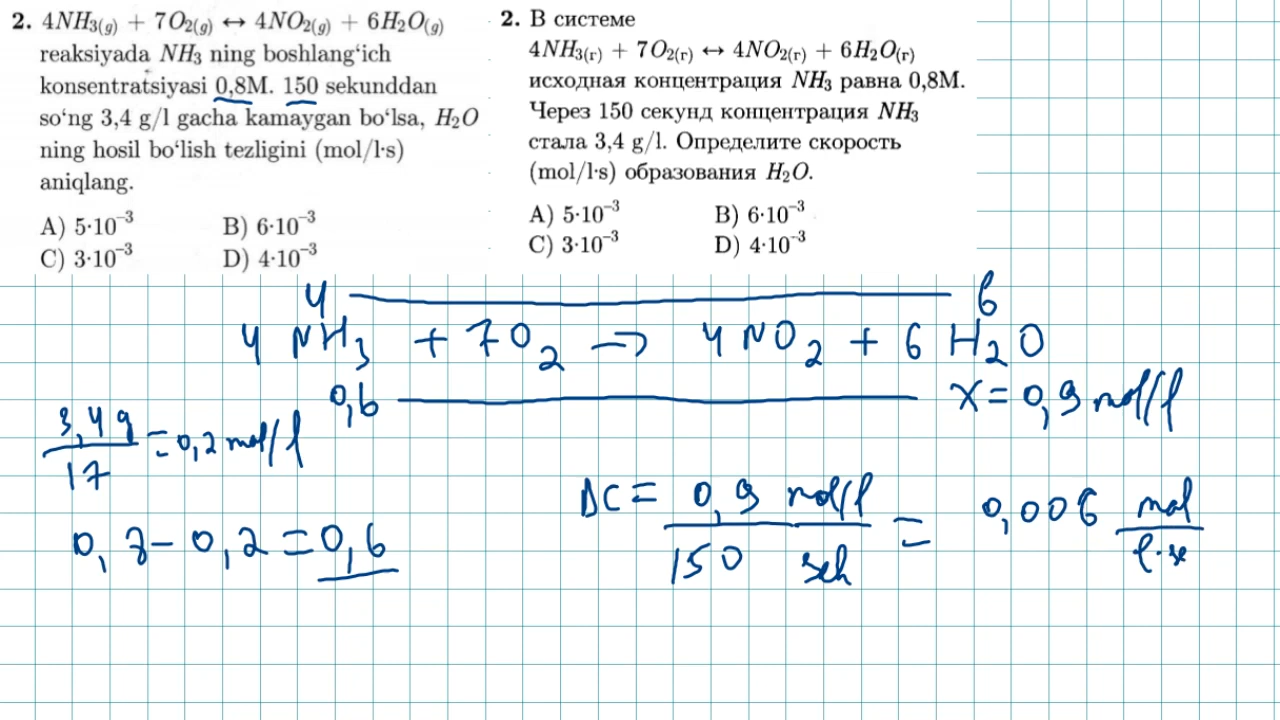 2. 4NH₃(g) + 7O₂(g) ↔ 4NO₂(g) + 6H₂O(g)
reaksiyada NH₃ ning boshlang‘ich
konsentratsiyasi 0,8M. 150 sekunddan
so‘ng 3,4 g/l gacha kamaygan bo‘lsa, H₂O
ning hosil bo‘lish tezligini (mol/l·s)
aniqlang.
A) 5·10⁻³ B) 6·10⁻³
C) 3·10⁻³ D) 4·10⁻³
2. В системе
4NH₃(г) + 7O₂(г) ↔ 4NO₂(г) + 6H₂O(г)
исходная концентрация NH₃ равна 0,8М.
Через 150 секунд концентрация NH₃
стала 3,4 g/l. Определите скорость
(mol/l·s) образования H₂O.
A) 5·10⁻³ B) 6·10⁻³
C) 3·10⁻³ D) 4·10⁻³
4 6
4 NH₃ + 7O₂ → 4 NO₂ + 6 H₂O
0,6 x = 0,9 mol/l
3,4 g / 17 = 0,2 mol/l
0,8 - 0,2 = 0,6
ΔC = 0,9 mol/l / 150 sek = 0,006 mol / l·se